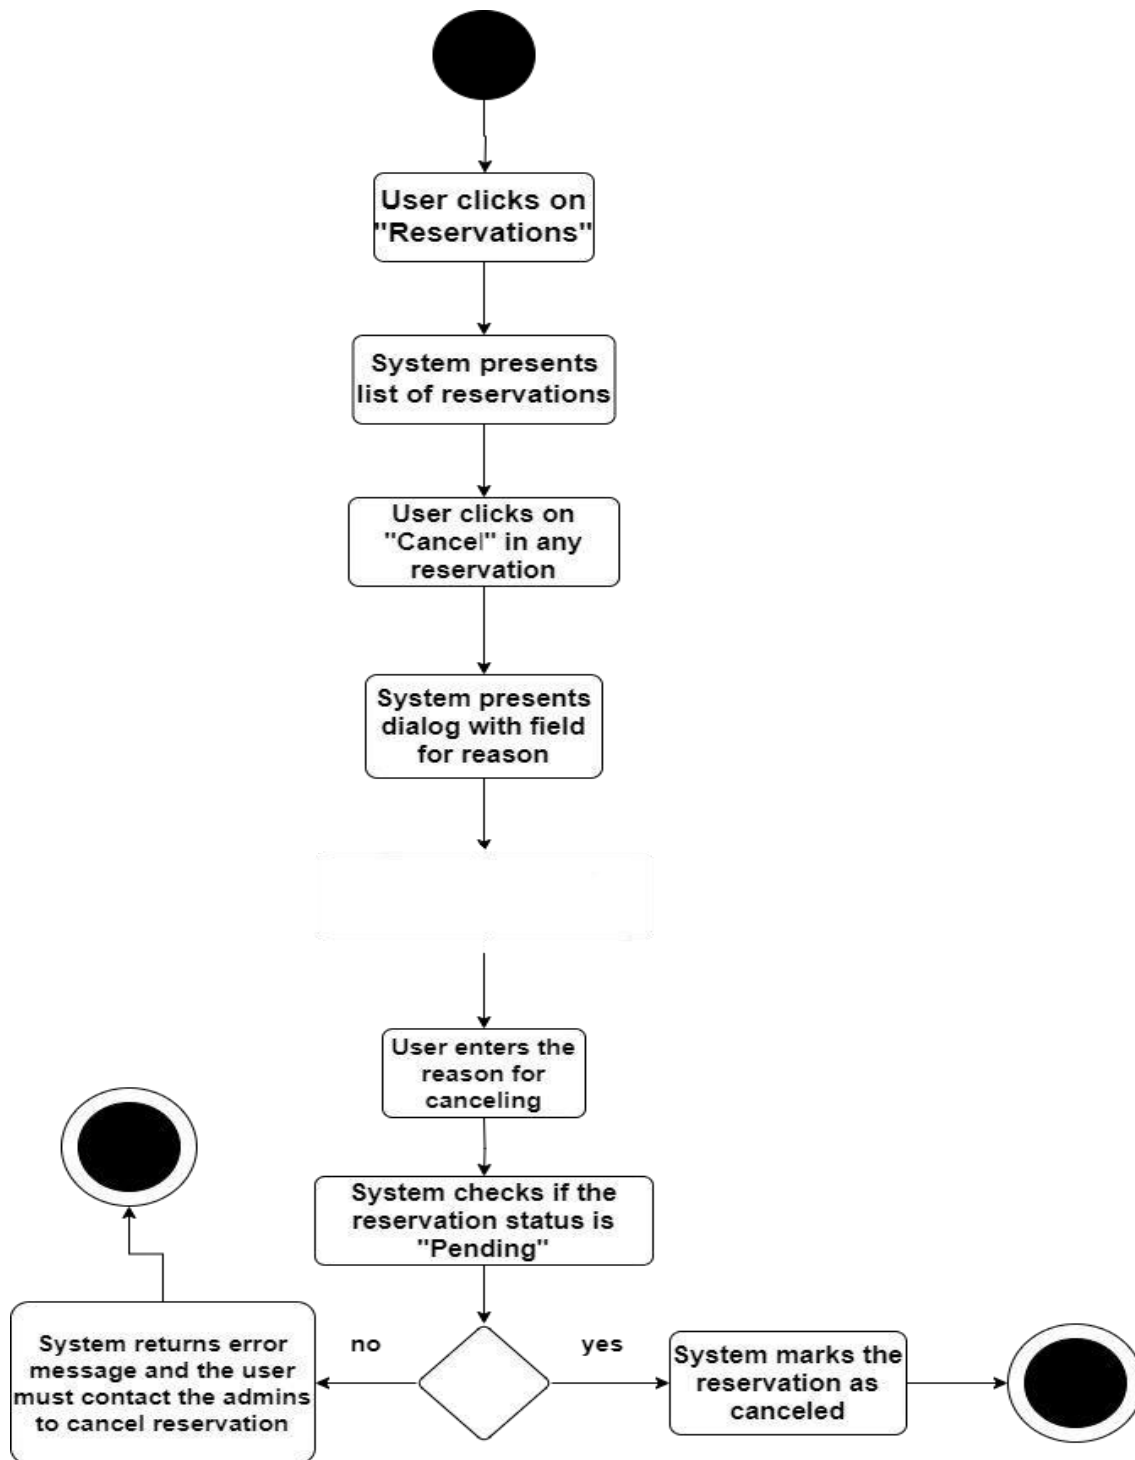 User clicks on
"Reservations"
System presents
list of reservations
User clicks on
"Cancel" in any
reservation
System presents
dialog with field
for reason
User enters the
reason for
canceling
System checks if the
reservation status is
"Pending"
no
yes
System returns error
message and the user
must contact the admins
to cancel reservation
System marks the
reservation as
canceled